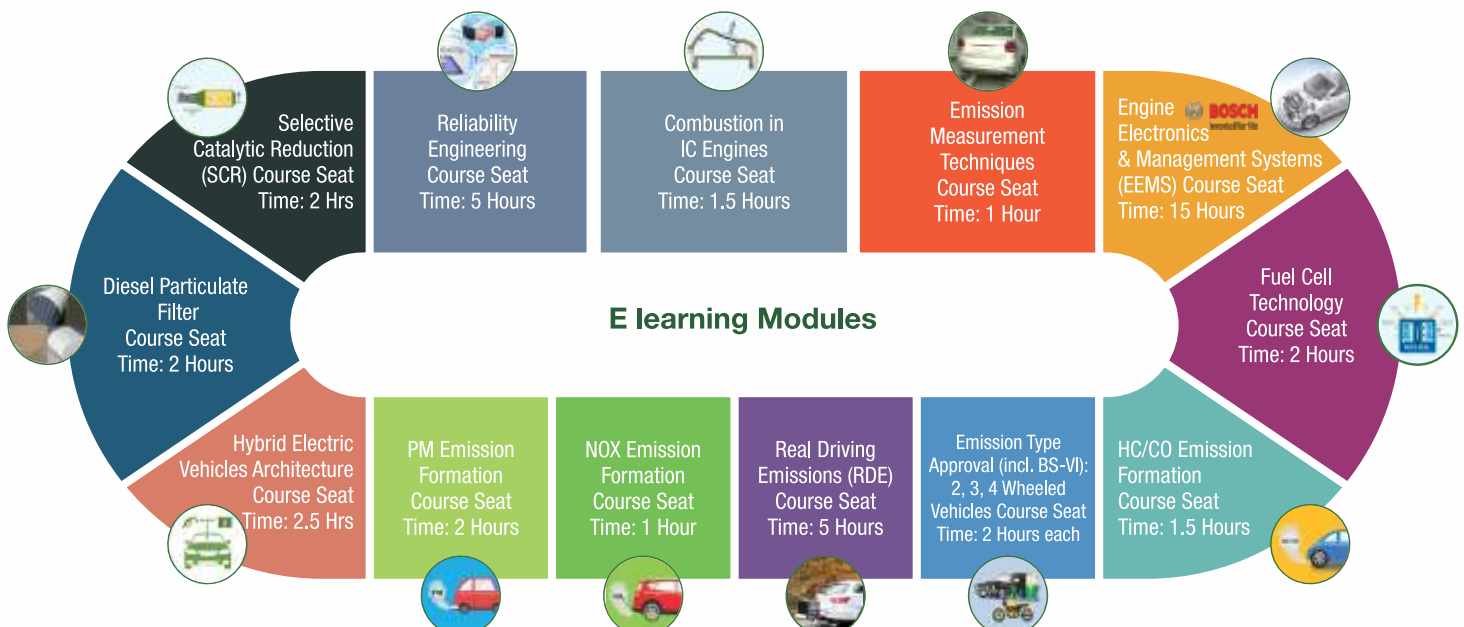 Selective
Catalytic Reduction
(SCR) Course Seat
Time: 2 Hrs
Reliability
Engineering
Course Seat
Time: 5 Hours
Combustion in
IC Engines
Course Seat
Time: 1.5 Hours
Emission
Measurement
Techniques
Course Seat
Time: 1 Hour
Engine
Electronics
& Management Systems
(EEMS) Course Seat
Time: 15 Hours
BOSCH
Diesel Particulate
Filter
Course Seat
Time: 2 Hours
E learning Modules
Fuel Cell
Technology
Course Seat
Time: 2 Hours
Hybrid Electric
Vehicles Architecture
Course Seat
Time: 2.5 Hrs
PM Emission
Formation
Course Seat
Time: 2 Hours
NOX Emission
Formation
Course Seat
Time: 1 Hour
Real Driving
Emissions (RDE)
Course Seat
Time: 5 Hours
Emission Type
Approval (incl. BS-VI):
2, 3, 4 Wheeled
Vehicles Course Seat
Time: 2 Hours each
HC/CO Emission
Formation
Course Seat
Time: 1.5 Hours